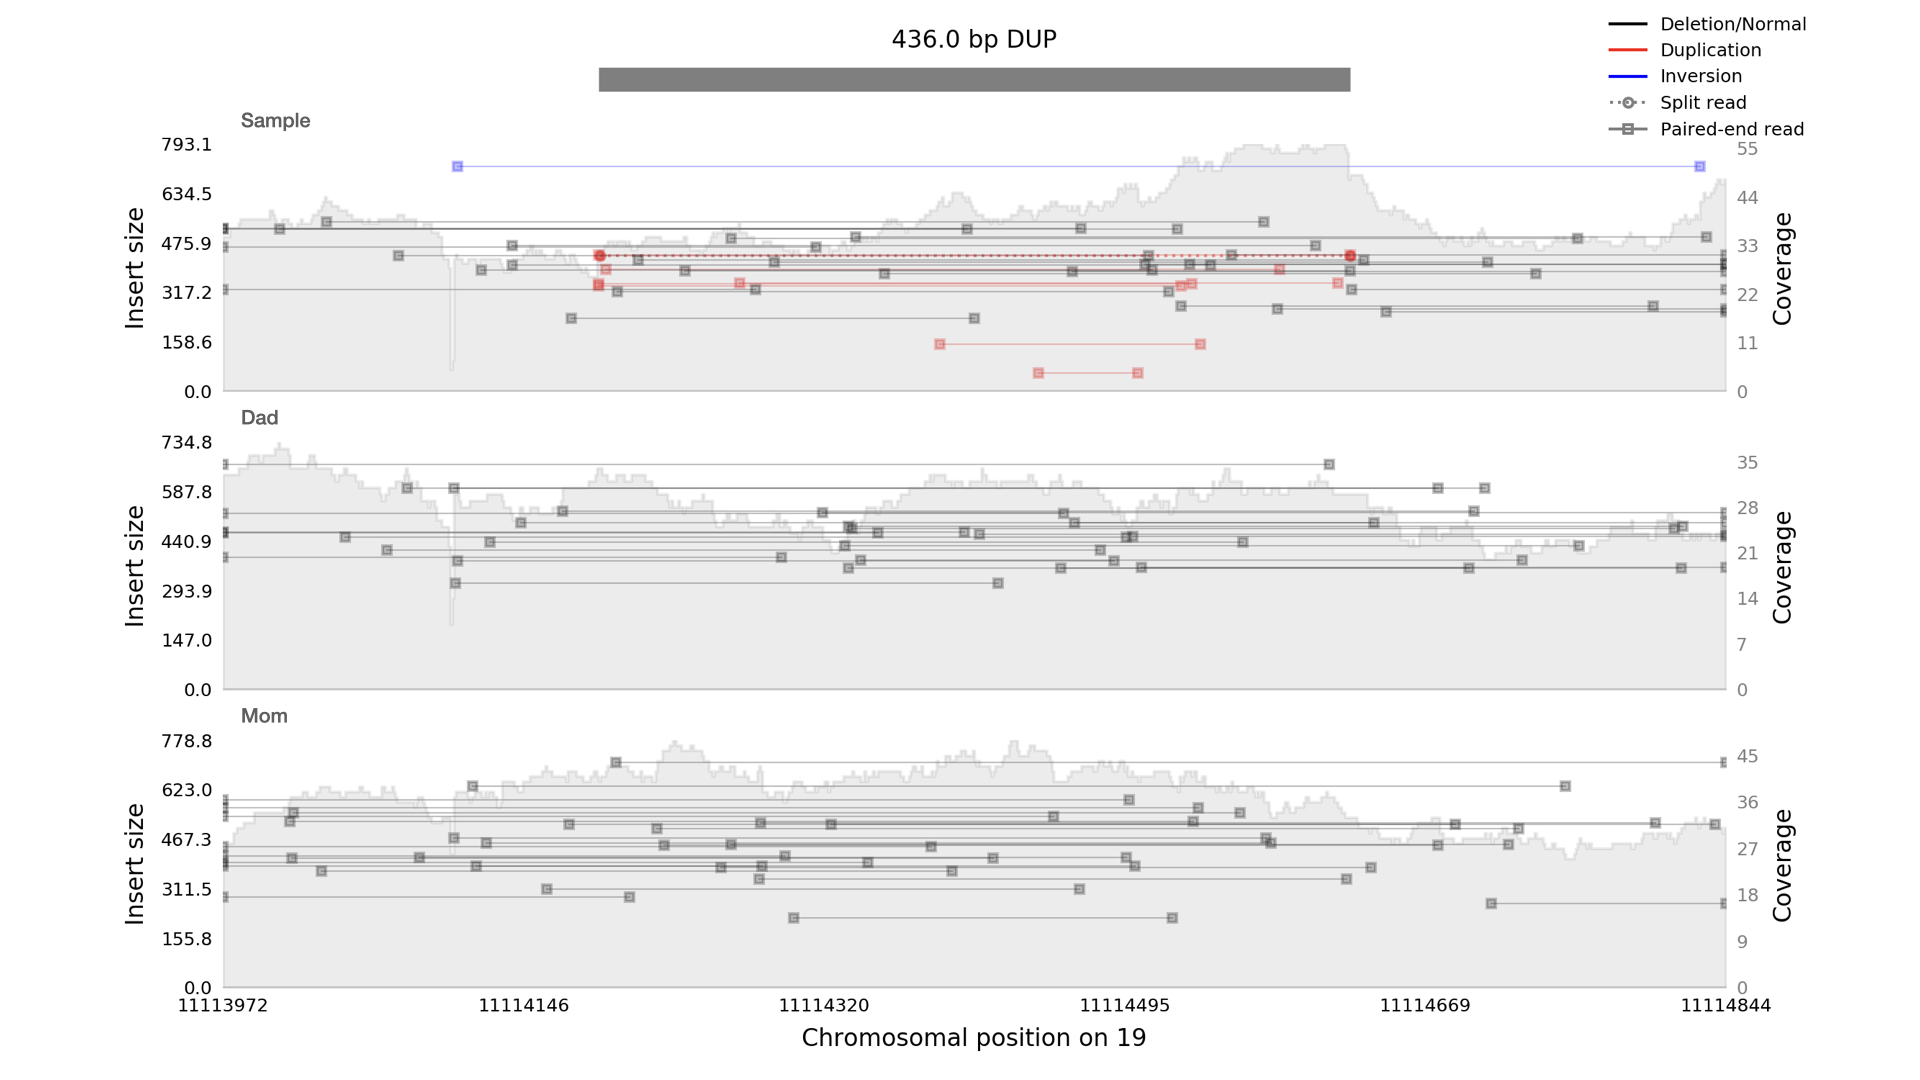 436.0 bp DUP
Deletion/Normal
Duplication
Inversion
Split read
Paired-end read
Sample
793.1
634.5
475.9
317.2
158.6
0.0
Insert size
55
44
33
22
11
0
Coverage
Dad
734.8
587.8
440.9
293.9
147.0
0.0
Insert size
35
28
21
14
7
0
Coverage
Mom
778.8
623.0
467.3
311.5
155.8
0.0
Insert size
45
36
27
18
9
0
Coverage
11113972 11114146 11114320 11114495 11114669 11114844
Chromosomal position on 19